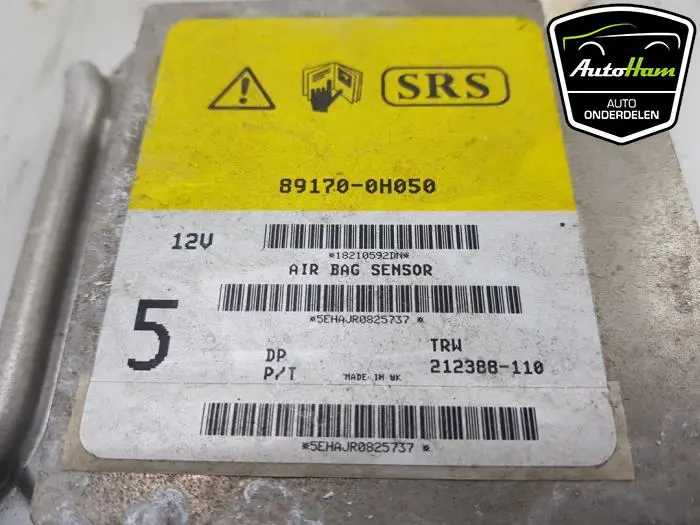 AutoHam
AUTO
ONDERDELEN
SRS
89170-0H050
12V
*18210592DN*
AIR BAG SENSOR
5
*5EHAJR0825737 *
DP
TRW
P/T
MADE IN UK
212388-110
*5EHAJR0825737 *